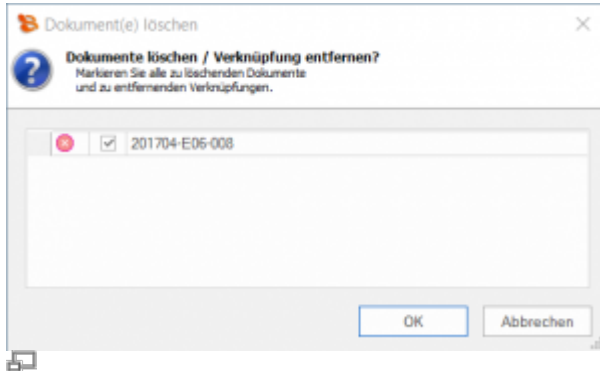 Dokument(e) löschen
Dokumente löschen / Verknüpfung entfernen?
Markieren Sie alle zu löschenden Dokumente
und zu entfernenden Verknüpfungen.
201704-E06-008
OK Abbrechen